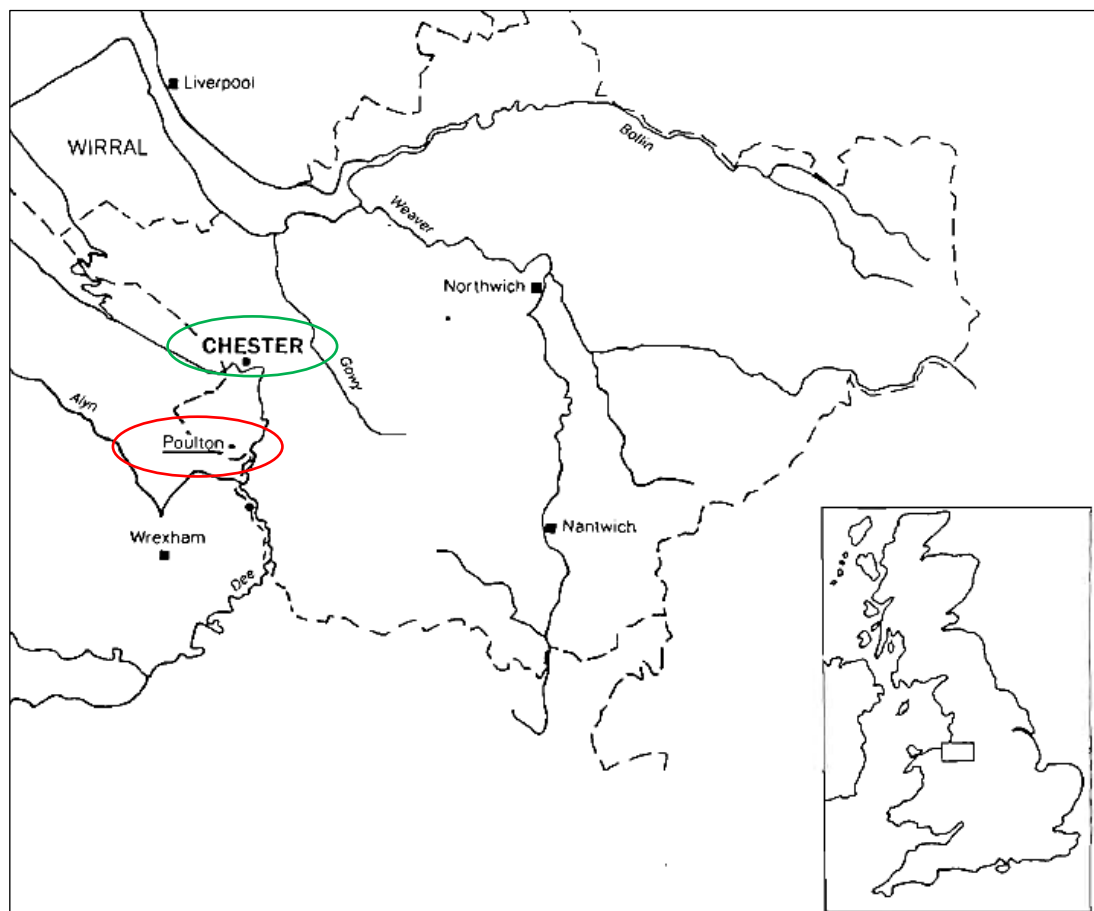 Liverpool
WIRRAL
Bollin
Weaver
Northwich
CHESTER
Gowy
Alyn
Poulton
Nantwich
Wrexham
Dee